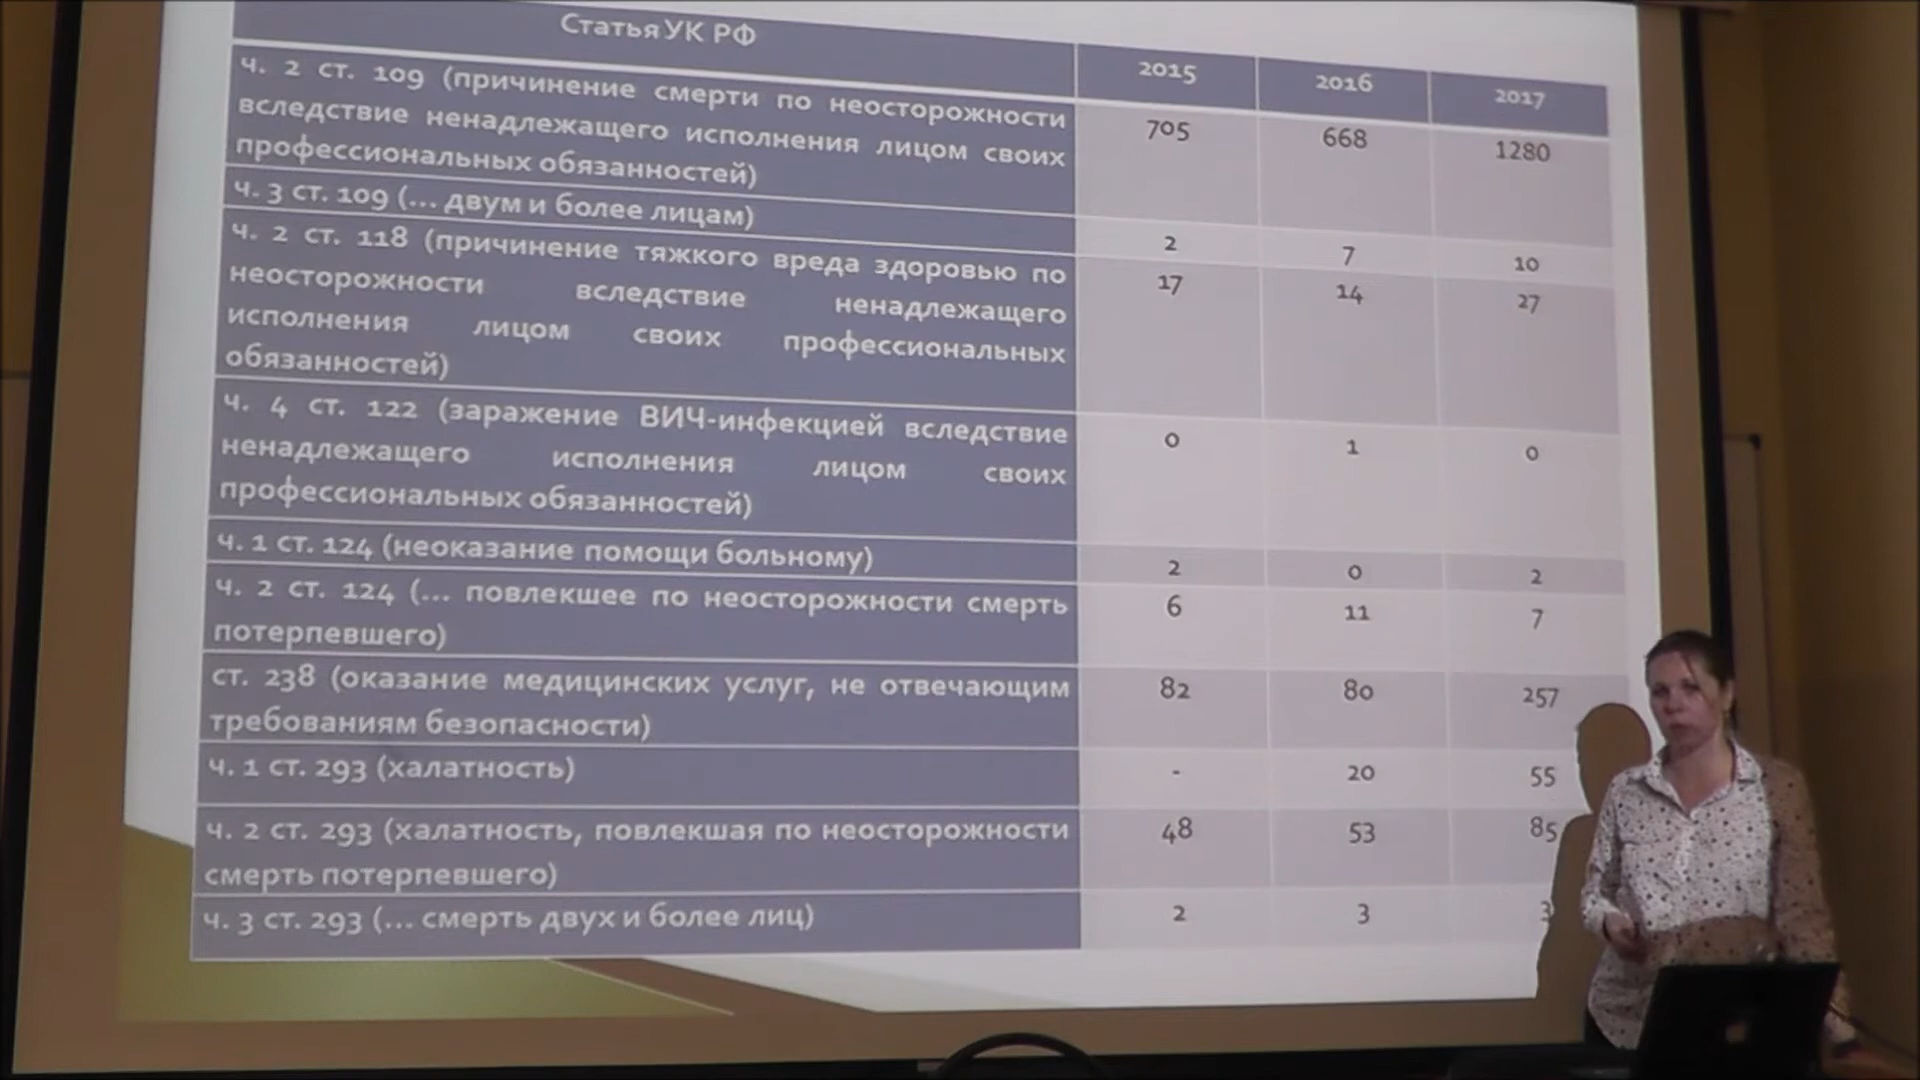 Статья УК РФ 2015 2016 2017
ч. 2 ст. 109 (причинение смерти по неосторожности
вследствие ненадлежащего исполнения лицом своих
профессиональных обязанностей)
705 668 1280
ч. 3 ст. 109 (... двум и более лицам)
2 7 10
ч. 2 ст. 118 (причинение тяжкого вреда здоровью по
неосторожности вследствие ненадлежащего
исполнения лицом своих профессиональных
обязанностей)
17 14 27
ч. 4 ст. 122 (заражение ВИЧ-инфекцией вследствие
ненадлежащего исполнения лицом своих
профессиональных обязанностей)
0 1 0
ч. 1 ст. 124 (неоказание помощи больному)
2 0 2
ч. 2 ст. 124 (... повлекшее по неосторожности смерть
потерпевшего)
6 11 7
ст. 238 (оказание медицинских услуг, не отвечающим
требованиям безопасности)
82 80 257
ч. 1 ст. 293 (халатность)
- 20 55
ч. 2 ст. 293 (халатность, повлекшая по неосторожности
смерть потерпевшего)
48 53 85
ч. 3 ст. 293 (... смерть двух и более лиц)
2 3 3